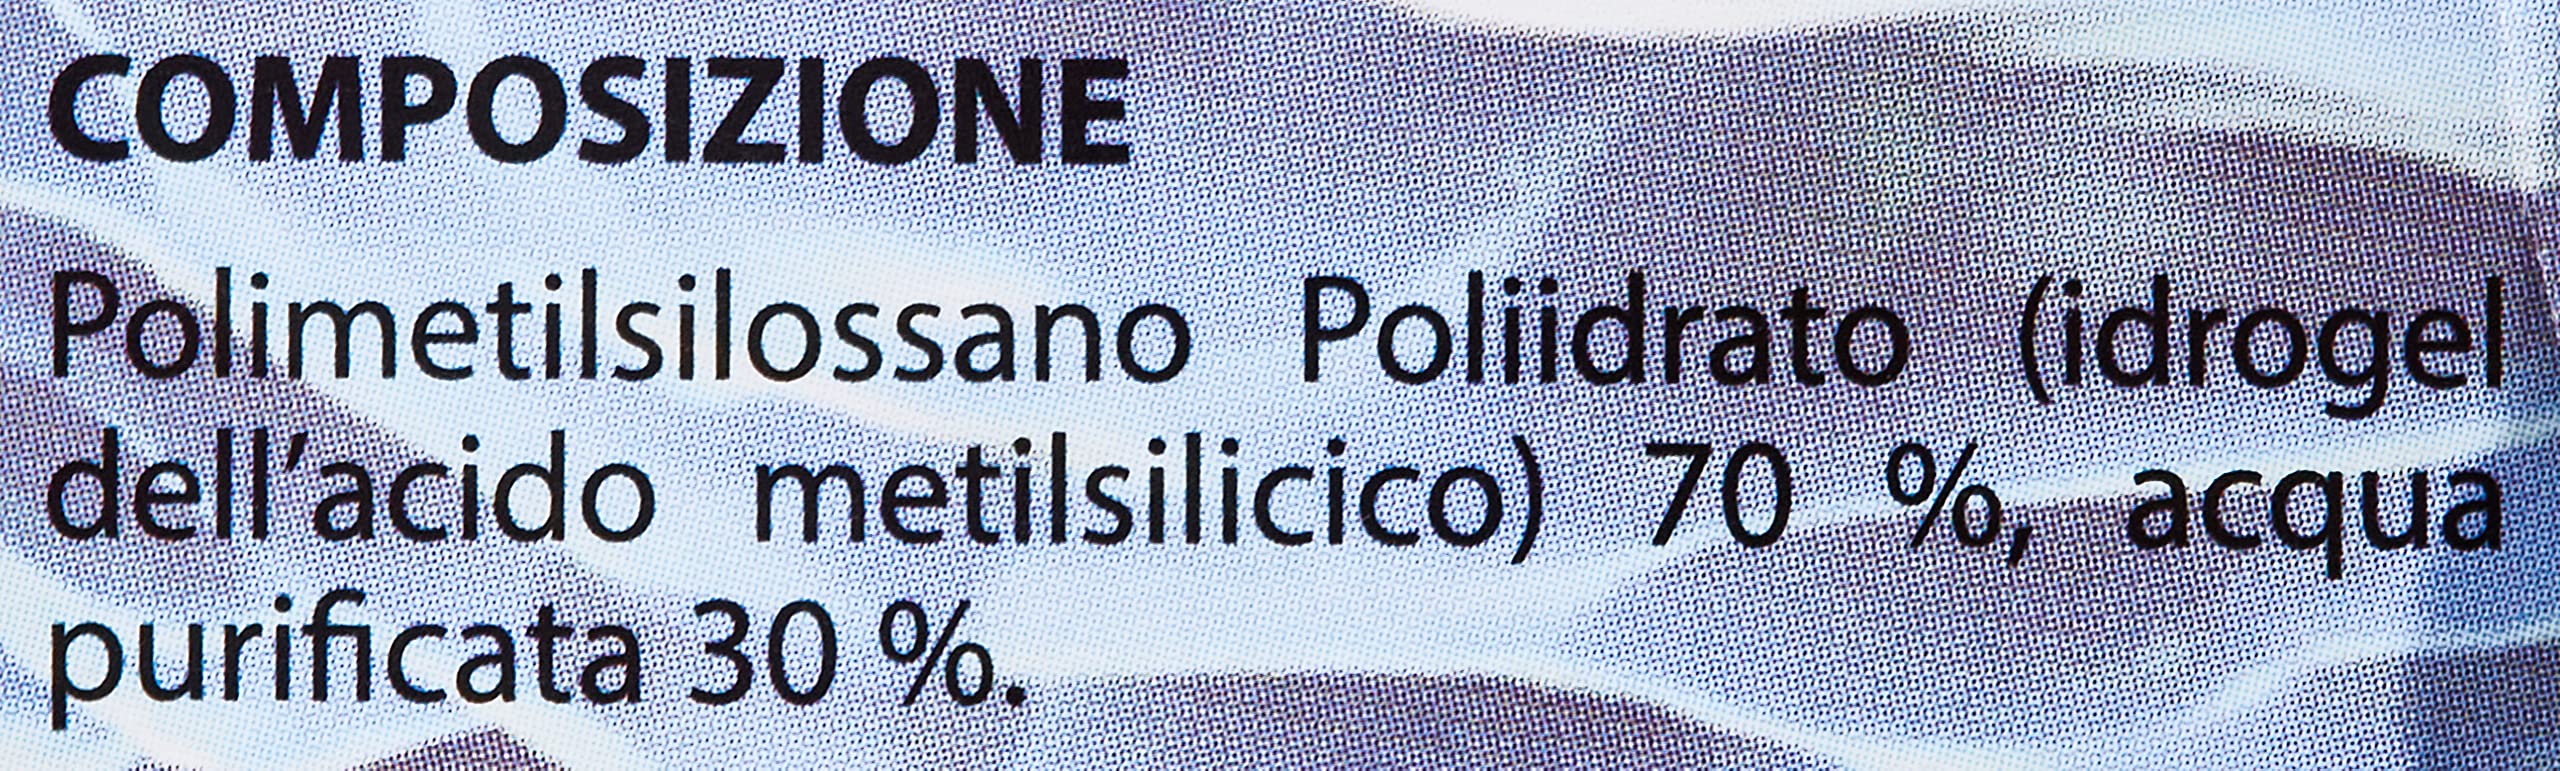 COMPOSIZIONE
Polimetilsilossano Poliidrato (idrogel
dell'acido metilsilicico) 70 %, acqua
purificata 30 %.